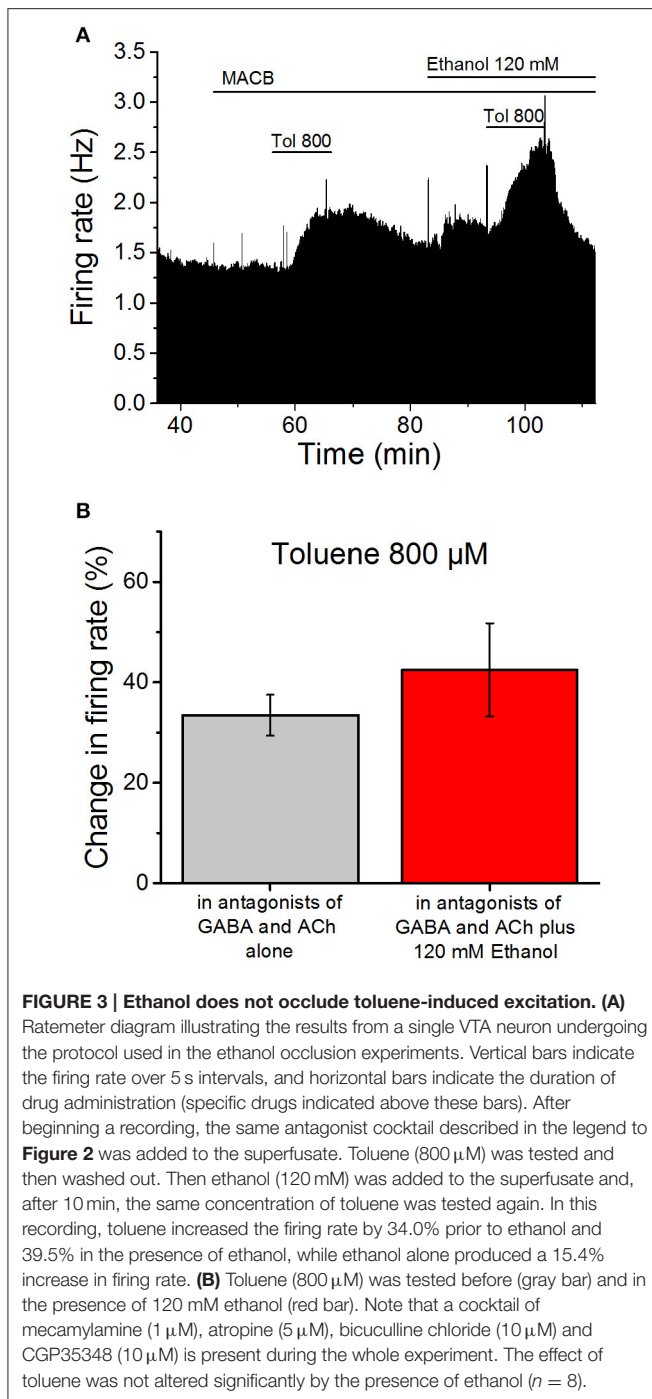 A
3.5
3.0
2.5
2.0
1.5
1.0
0.5
0.0
Firing rate (Hz)
Ethanol 120 mM
MACB
Tol 800
Tol 800
40
60
80
100
Time (min)
B
Toluene 800 µM
60
40
20
0
Change in firing rate (%)
in antagonists of
GABA and ACh
alone
in antagonists of
GABA and ACh plus
120 mM Ethanol
FIGURE 3 | Ethanol does not occlude toluene-induced excitation. (A)
Ratemeter diagram illustrating the results from a single VTA neuron undergoing
the protocol used in the ethanol occlusion experiments. Vertical bars indicate
the firing rate over 5 s intervals, and horizontal bars indicate the duration of
drug administration (specific drugs indicated above these bars). After
beginning a recording, the same antagonist cocktail described in the legend to
Figure 2 was added to the superfusate. Toluene (800 µM) was tested and
then washed out. Then ethanol (120 mM) was added to the superfusate and,
after 10 min, the same concentration of toluene was tested again. In this
recording, toluene increased the firing rate by 34.0% prior to ethanol and
39.5% in the presence of ethanol, while ethanol alone produced a 15.4%
increase in firing rate. (B) Toluene (800 µM) was tested before (gray bar) and in
the presence of 120 mM ethanol (red bar). Note that a cocktail of
mecamylamine (1 µM), atropine (5 µM), bicuculline chloride (10 µM) and
CGP35348 (10 µM) is present during the whole experiment. The effect of
toluene was not altered significantly by the presence of ethanol (n = 8).